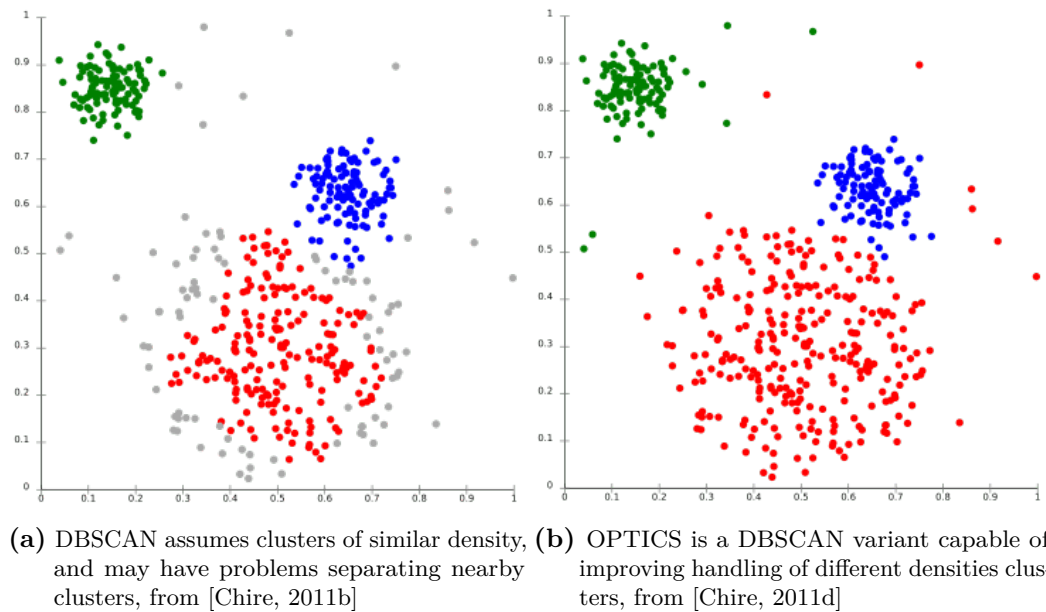 1
0.9
0.8
0.7
0.6
0.5
0.4
0.3
0.2
0.1
0
0 0.1 0.2 0.3 0.4 0.5 0.6 0.7 0.8 0.9 1
(a) DBSCAN assumes clusters of similar density,
and may have problems separating nearby
clusters, from [Chire, 2011b]
1
0.9
0.8
0.7
0.6
0.5
0.4
0.3
0.2
0.1
0
0 0.1 0.2 0.3 0.4 0.5 0.6 0.7 0.8 0.9 1
(b) OPTICS is a DBSCAN variant capable of
improving handling of different densities clus-
ters, from [Chire, 2011d]